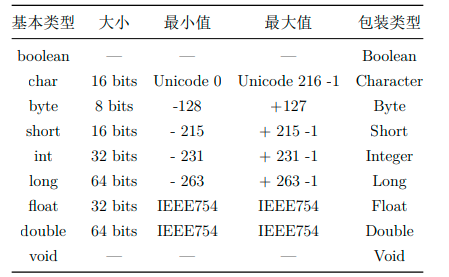 基本类型 大小 最小值 最大值 包装类型
boolean — — — Boolean
char 16 bits Unicode 0 Unicode 216 -1 Character
byte 8 bits -128 +127 Byte
short 16 bits - 215 + 215 -1 Short
int 32 bits - 231 + 231 -1 Integer
long 64 bits - 263 + 263 -1 Long
float 32 bits IEEE754 IEEE754 Float
double 64 bits IEEE754 IEEE754 Double
void — — — Void